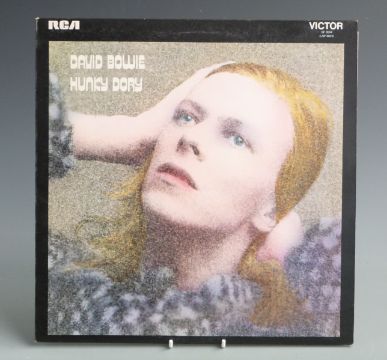 RCA
VICTOR
DAVID BOWIE
HUNKY DORY